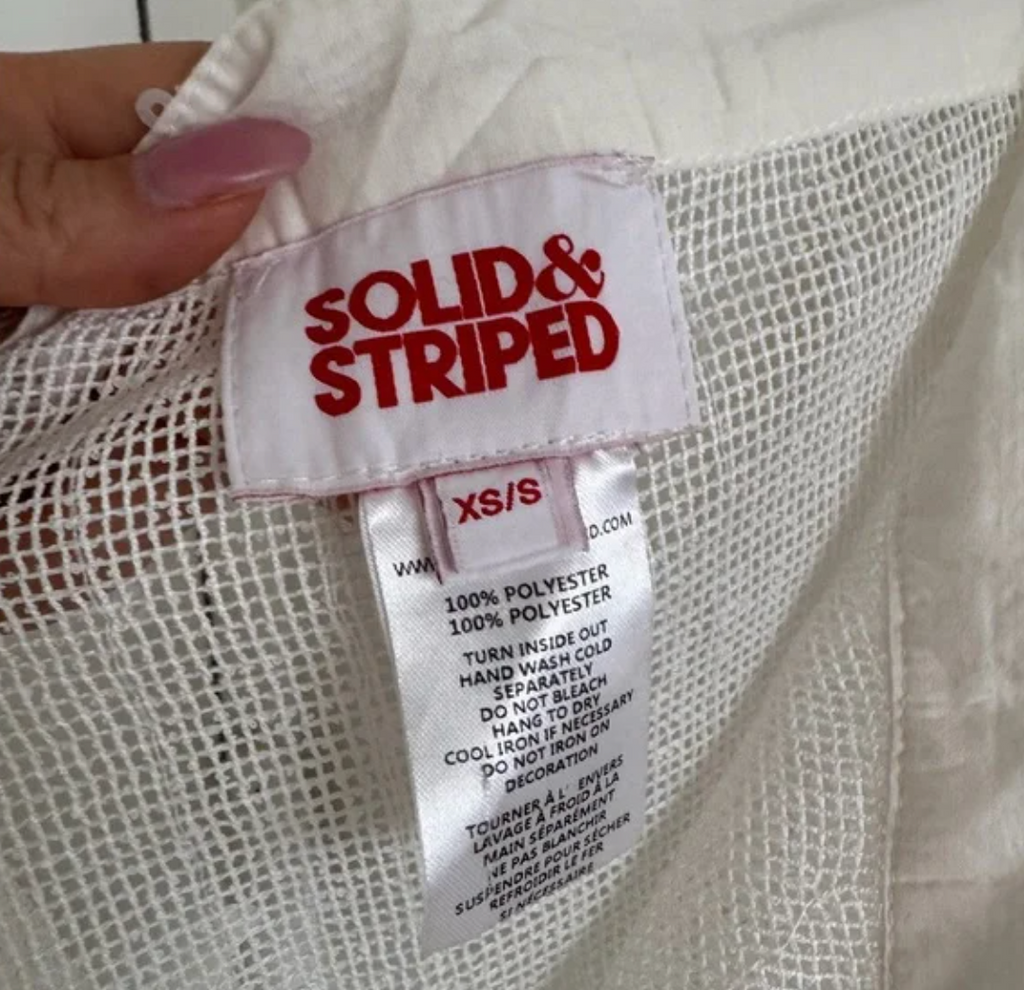 SOLID&
STRIPED
XS/S
WWW
D.COM
100% POLYESTER
100% POLYESTER
TURN INSIDE OUT
HAND WASH COLD
SEPARATELY
DO NOT BLEACH
HANG TO DRY
COOL IRON IF NECESSARY
DO NOT IRON ON
DECORATION
TOURNER À L' ENVERS
LAVAGE À FROID À LA
MAIN SÉPARÉMENT
NE PAS BLANCHIR
SUSPENDRE POUR SÉCHER
REFROIDIR LE FER
SI NÉCESSAIRE